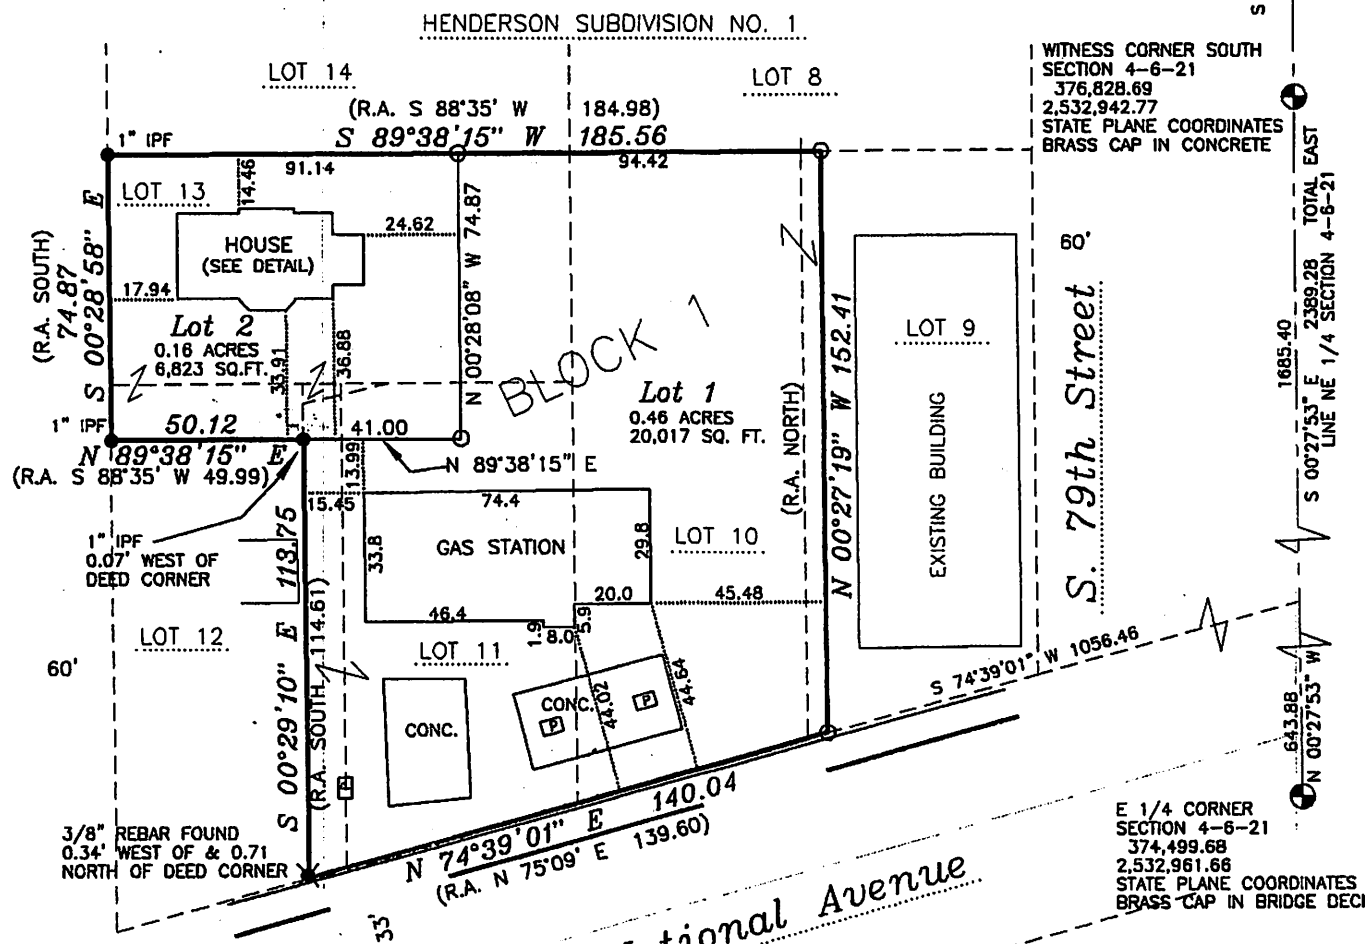 HENDERSON SUBDIVISION NO. 1
S
WITNESS CORNER SOUTH
SECTION 4-6-21
376,828.69
2,532,942.77
STATE PLANE COORDINATES
BRASS CAP IN CONCRETE
LOT 14
LOT 8
(R.A. S 88°35' W 184.98)
S 89°38'15" W 185.56
1" IPF
91.14
94.42
LOT 13
14.46
24.62
HOUSE
(SEE DETAIL)
17.94
(R.A. SOUTH)
74.87
S 00°28'58" E
Lot 2
0.16 ACRES
6,823 SQ.FT.
33.91
36.88
N 00°28'08" W 74.87
BLOCK 1
Lot 1
0.46 ACRES
20,017 SQ. FT.
(R.A. NORTH)
N 00°27'19" W 152.41
LOT 9
EXISTING BUILDING
60'
S. 79th Street
1685.40
S 00°27'53" E 2389.28 TOTAL EAST
LINE NE 1/4 SECTION 4-6-21
1" IPF
50.12
41.00
N 89°38'15" E
(R.A. S 88°35' W 49.99)
N 89°38'15" E
13.99
15.45
74.4
1" IPF
0.07' WEST OF
DEED CORNER
GAS STATION
33.8
29.8
LOT 10
46.4
1.9
8.0
5.9
20.0
45.48
LOT 12
LOT 11
60'
S 00°29'10" E 113.75
(R.A. SOUTH 114.61)
CONC.
CONC.
P
P
P
44.02
44.64
S 74°39'01" W 1056.46
643.88
N 00°27'53" W
3/8" REBAR FOUND
0.34' WEST OF & 0.71
NORTH OF DEED CORNER
N 74°39'01" E 140.04
(R.A. N 75°09' E 139.60)
33'
tional Avenue
E 1/4 CORNER
SECTION 4-6-21
374,499.68
2,532,961.66
STATE PLANE COORDINATES
BRASS CAP IN BRIDGE DECK